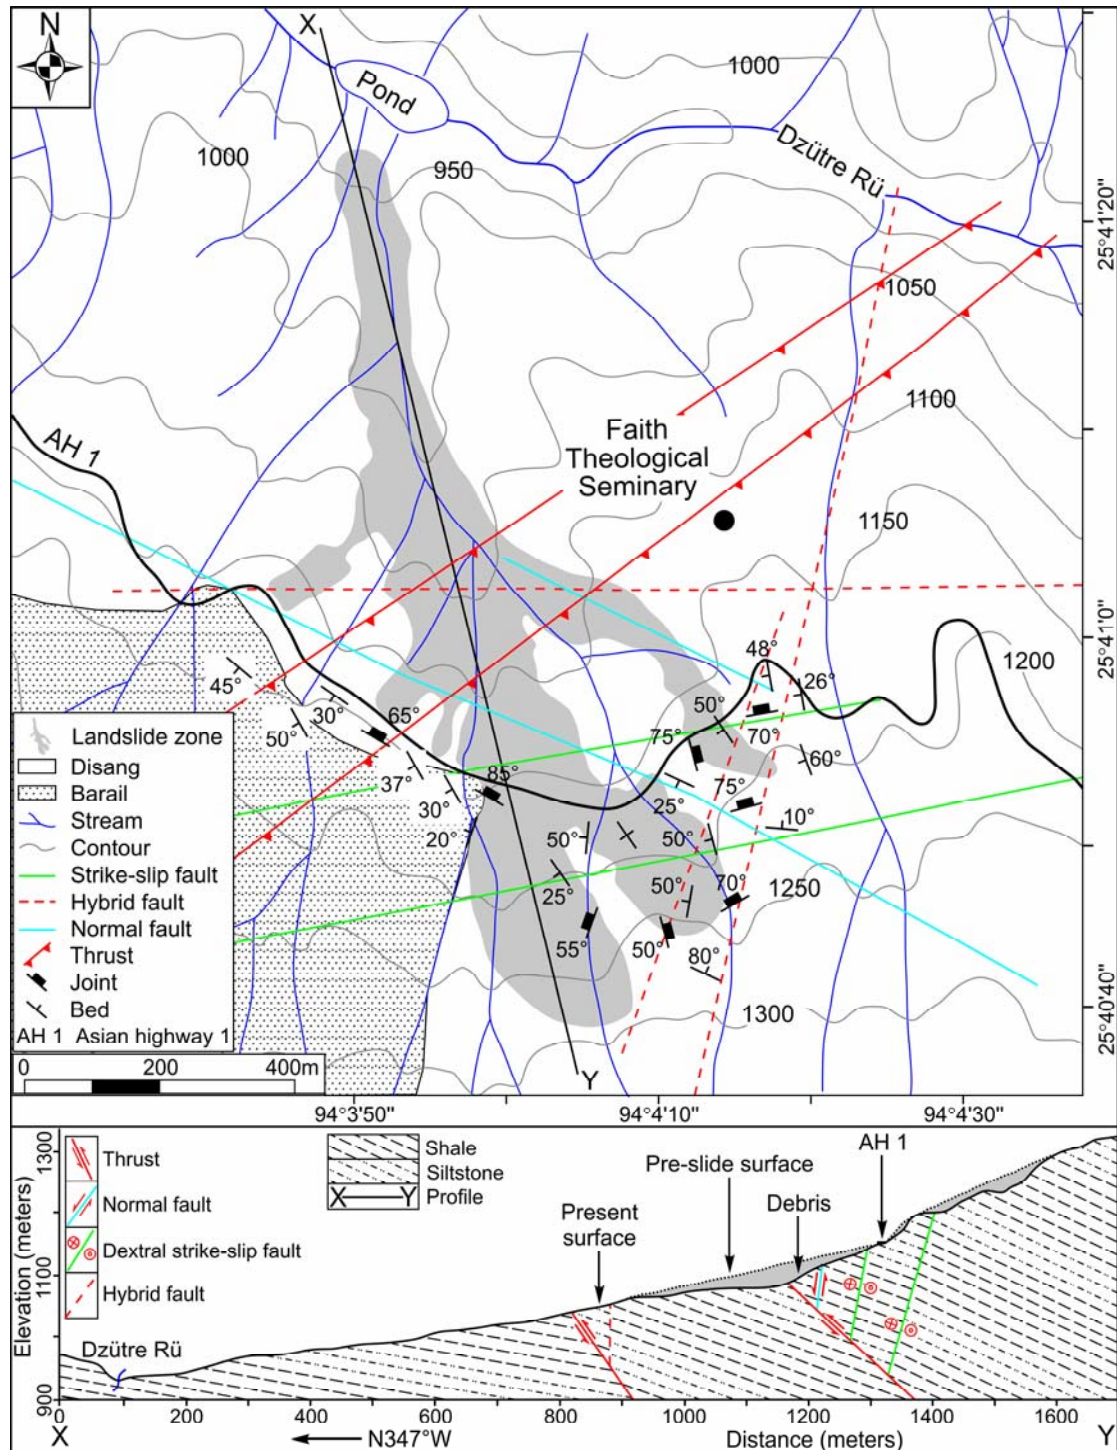 N
X
Pond
1000
Dzütre Rü
1000
950
1050
25°41'20"
1100
AH 1
Faith
Theological
Seminary
1150
25°41'0"
1200
48°
26°
45°
30°
65°
50°
50°
75°
70°
60°
37°
85°
75°
30°
25°
10°
20°
50°
50°
25°
50°
70°
1250
55°
50°
80°
1300
25°40'40"
Y
Landslide zone
Disang
Barail
Stream
Contour
Strike-slip fault
Hybrid fault
Normal fault
Thrust
Joint
Bed
AH 1 Asian highway 1
0 200 400m
94°3'50" 94°4'10" 94°4'30"
Elevation (meters)
1300
1100
900
Thrust
Normal fault
Dextral strike-slip fault
Hybrid fault
Shale
Siltstone
X Y Profile
AH 1
Pre-slide surface
Debris
Present
surface
Dzütre Rü
0 200 400 600 800 1000 1200 1400 1600
X N347°W Distance (meters) Y